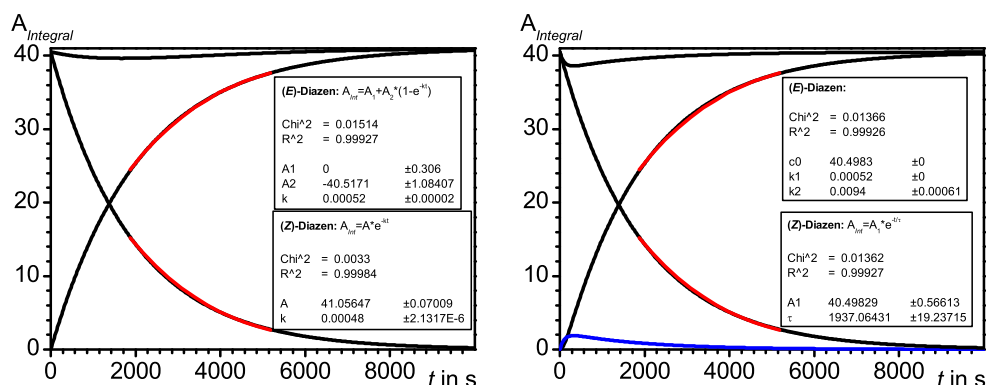 A Integral
40
30
20
10
0
0 2000 4000 6000 8000 t in s
(E)-Diazen: A_Int=A_1+A_2*(1-e^-kt)
Chi^2 = 0.01514
R^2 = 0.99927
A1 0 ±0.306
A2 -40.5171 ±1.08407
k 0.00052 ±0.00002
(Z)-Diazen: A_Int=A*e^-kt
Chi^2 = 0.0033
R^2 = 0.99984
A 41.05647 ±0.07009
k 0.00048 ±2.1317E-6
A Integral
40
30
20
10
0
0 2000 4000 6000 8000 t in s
(E)-Diazen:
Chi^2 = 0.01366
R^2 = 0.99926
c0 40.4983 ±0
k1 0.00052 ±0
k2 0.0094 ±0.00061
(Z)-Diazen: A_Int=A_1*e^-t/τ
Chi^2 = 0.01362
R^2 = 0.99927
A1 40.49829 ±0.56613
τ 1937.06431 ±19.23715